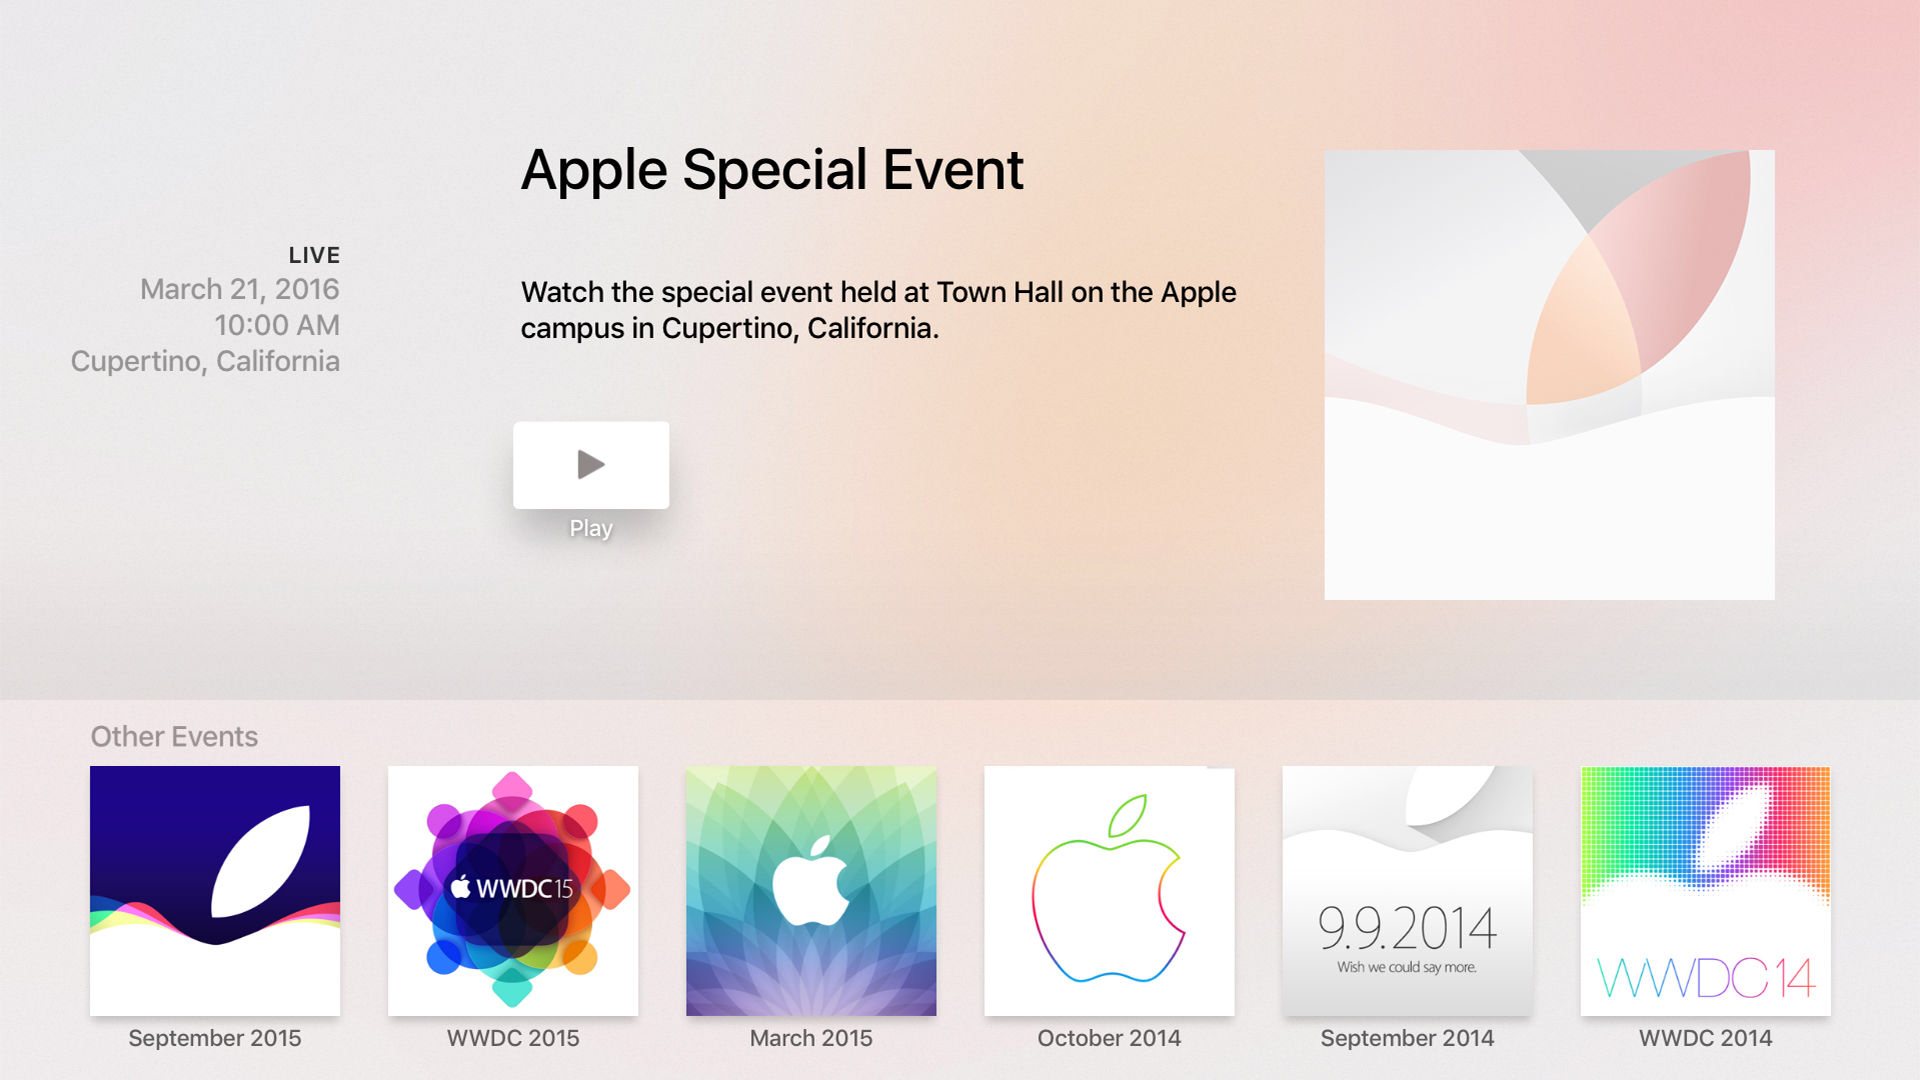 Apple Special Event
LIVE
March 21, 2016
10:00 AM
Cupertino, California
Watch the special event held at Town Hall on the Apple
campus in Cupertino, California.
Play
Other Events
WWDC15
9.9.2014
Wish we could say more.
WWDC14
September 2015
WWDC 2015
March 2015
October 2014
September 2014
WWDC 2014